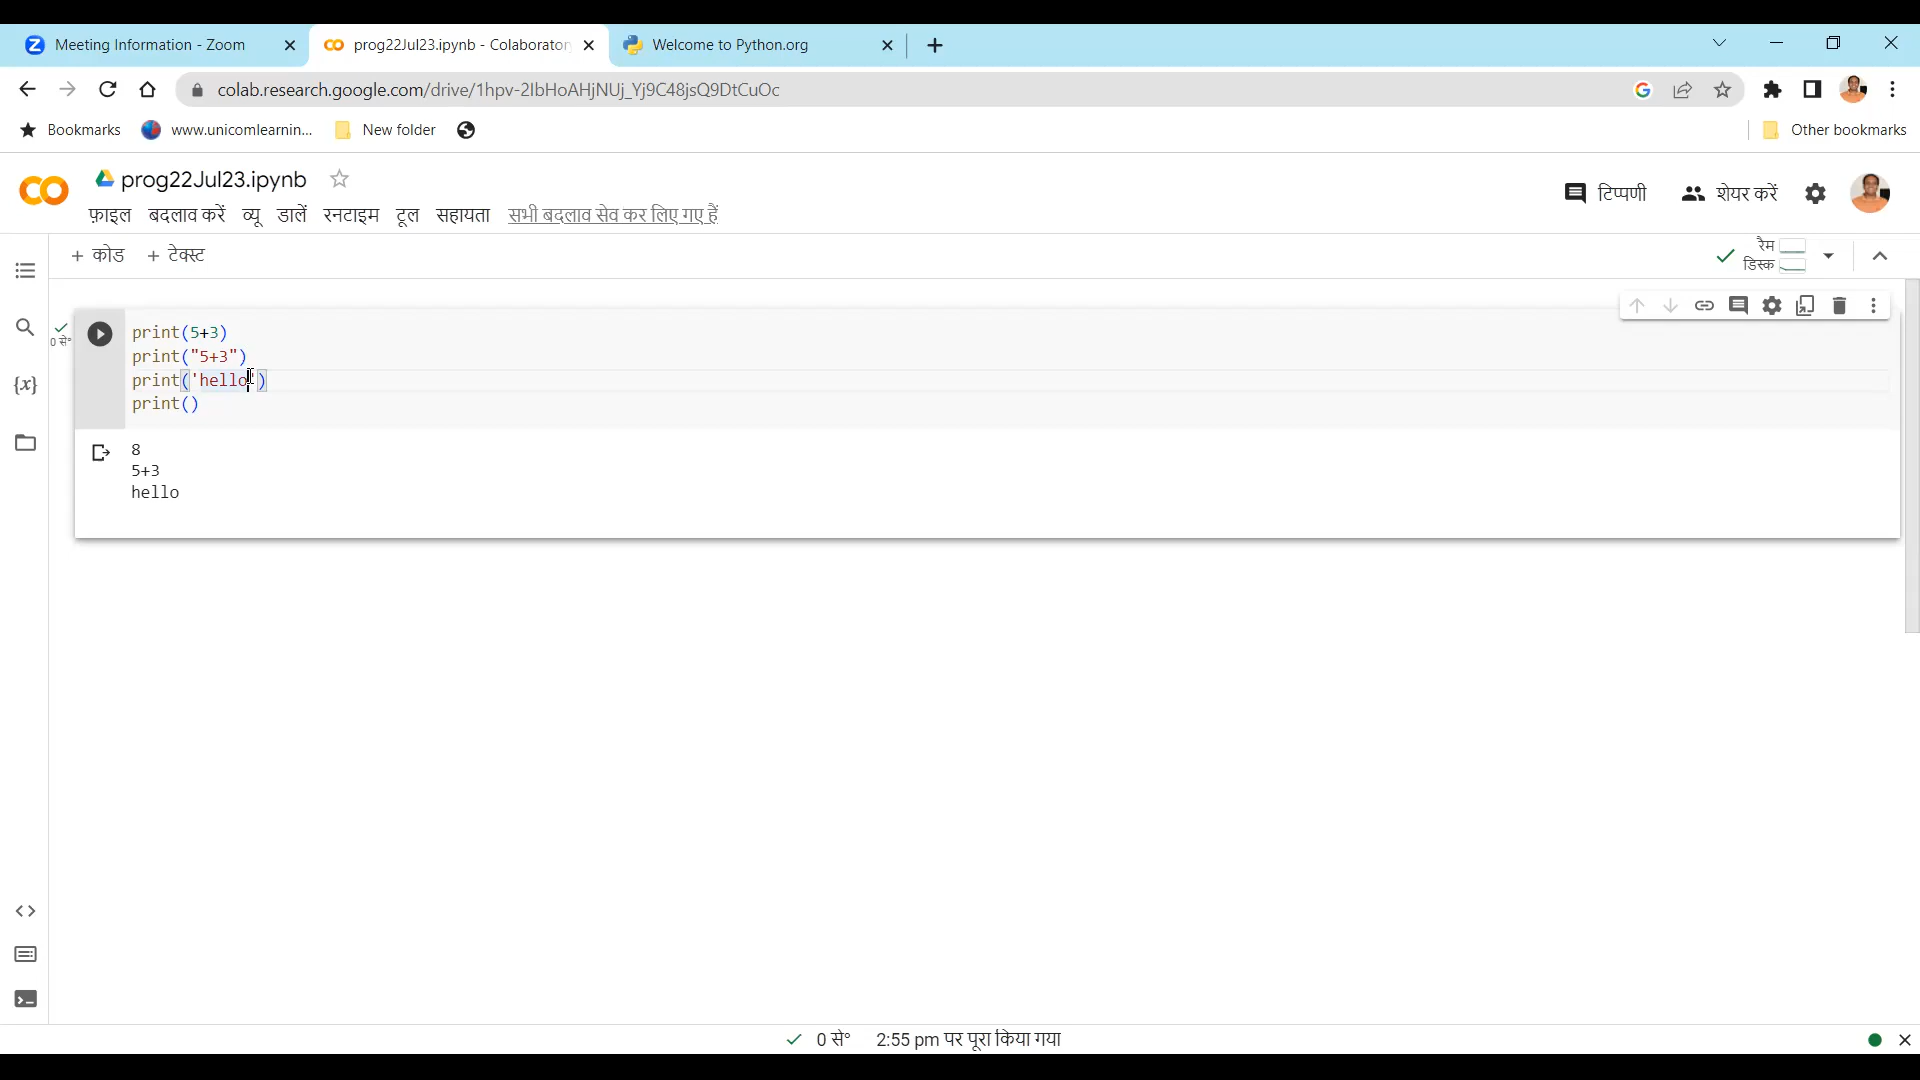 Meeting Information - Zoom
prog22Jul23.ipynb - Colaborator
Welcome to Python.org
colab.research.google.com/drive/1hpv-2IbHoAHjNUj_Yj9C48jsQ9DtCuOc
Bookmarks
www.unicomlearnin...
New folder
Other bookmarks
prog22Jul23.ipynb
टिप्पणी
शेयर करें
फ़ाइल बदलाव करें व्यू डालें रनटाइम टूल सहायता सभी बदलाव सेव कर लिए गए हैं
+ कोड + टेक्स्ट
रैम
डिस्क
0 से°
print(5+3)
print("5+3")
print('hello')
print()
8
5+3
hello
0 से° 2:55 pm पर पूरा किया गया